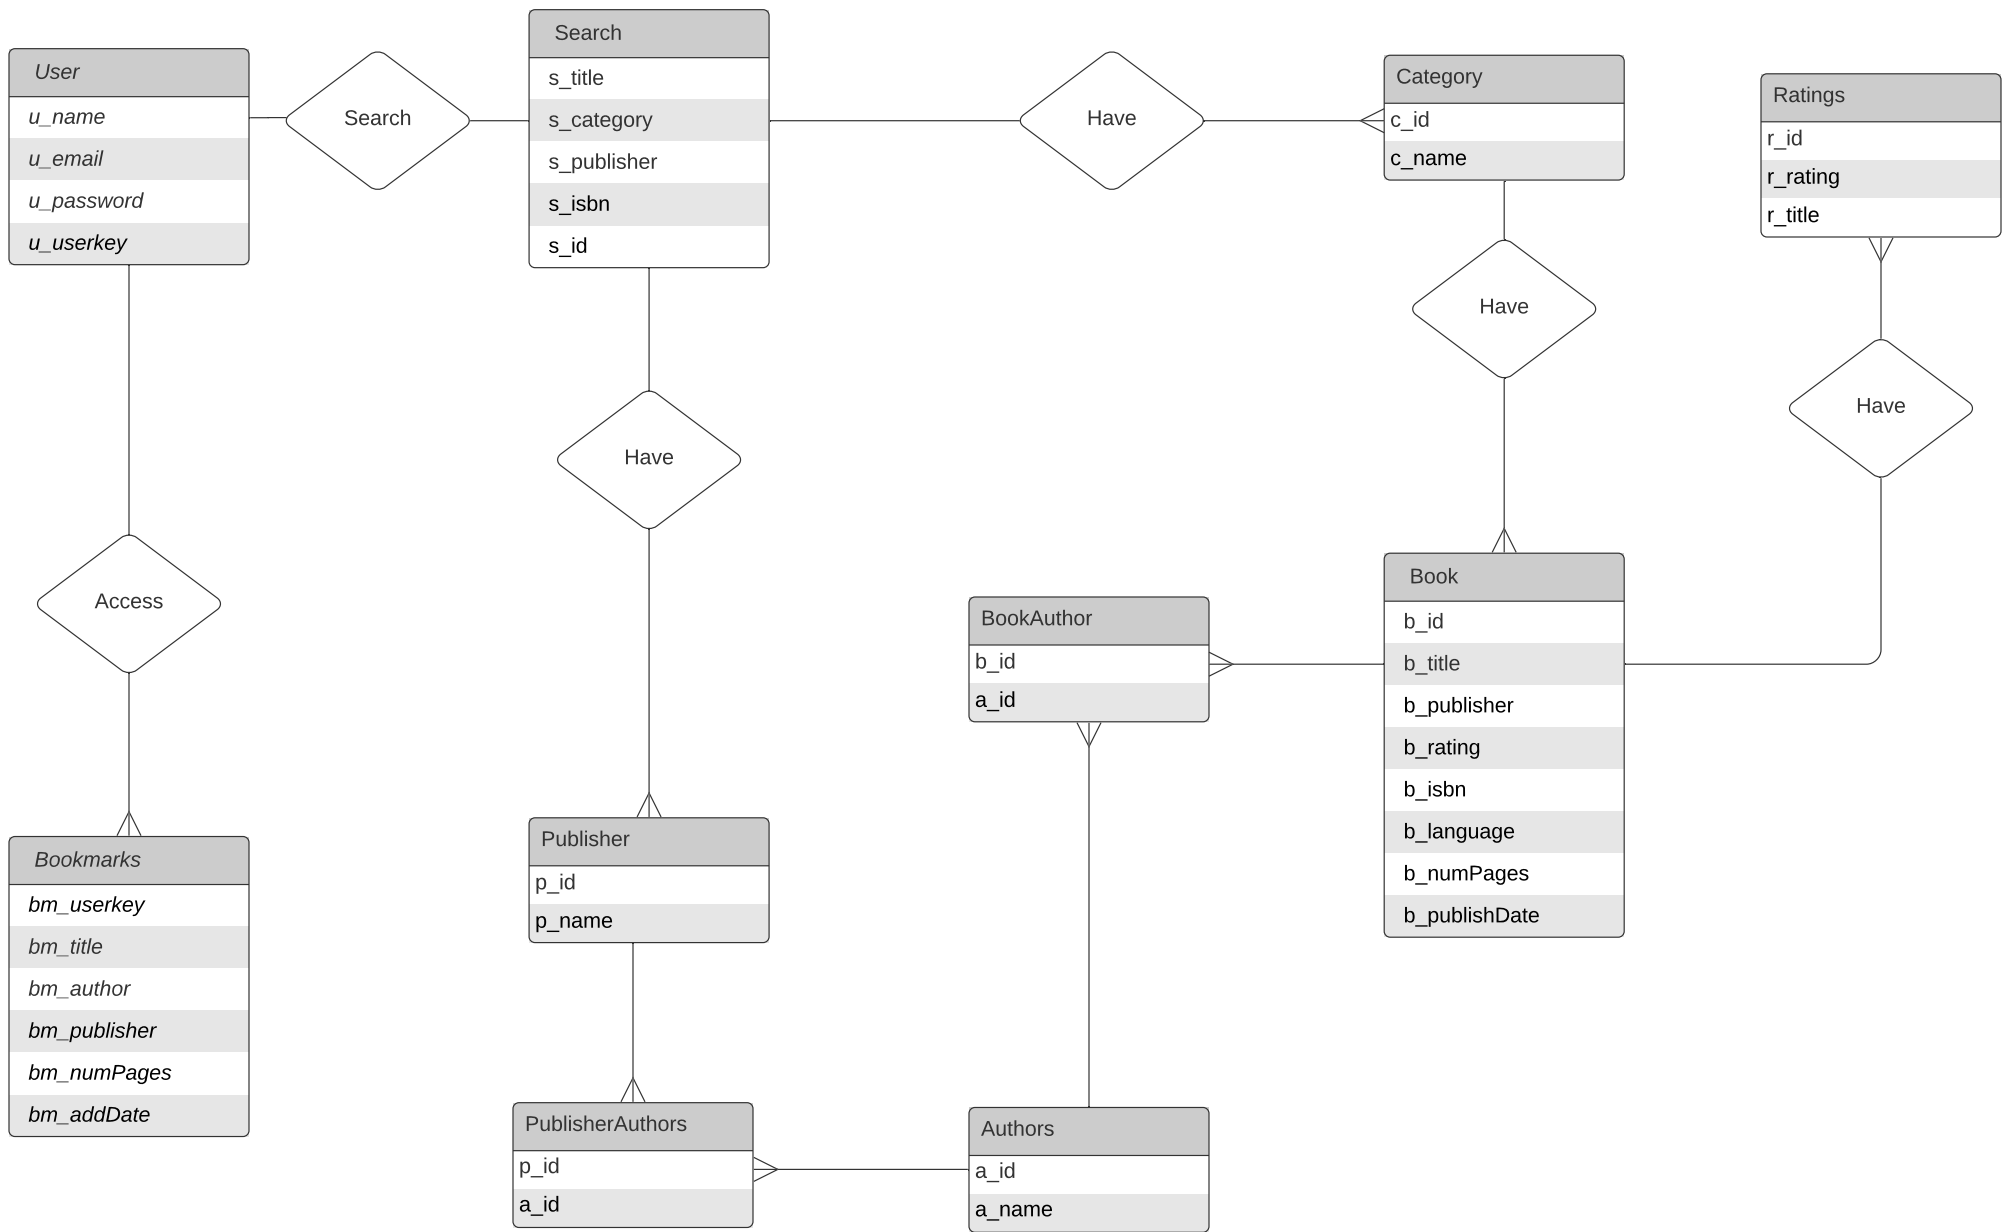 User
u_name
u_email
u_password
u_userkey
Search
Search
s_title
s_category
s_publisher
s_isbn
s_id
Have
Category
c_id
c_name
Ratings
r_id
r_rating
r_title
Have
Have
Have
Access
Book
b_id
b_title
b_publisher
b_rating
b_isbn
b_language
b_numPages
b_publishDate
BookAuthor
b_id
a_id
Bookmarks
bm_userkey
bm_title
bm_author
bm_publisher
bm_numPages
bm_addDate
Publisher
p_id
p_name
PublisherAuthors
p_id
a_id
Authors
a_id
a_name